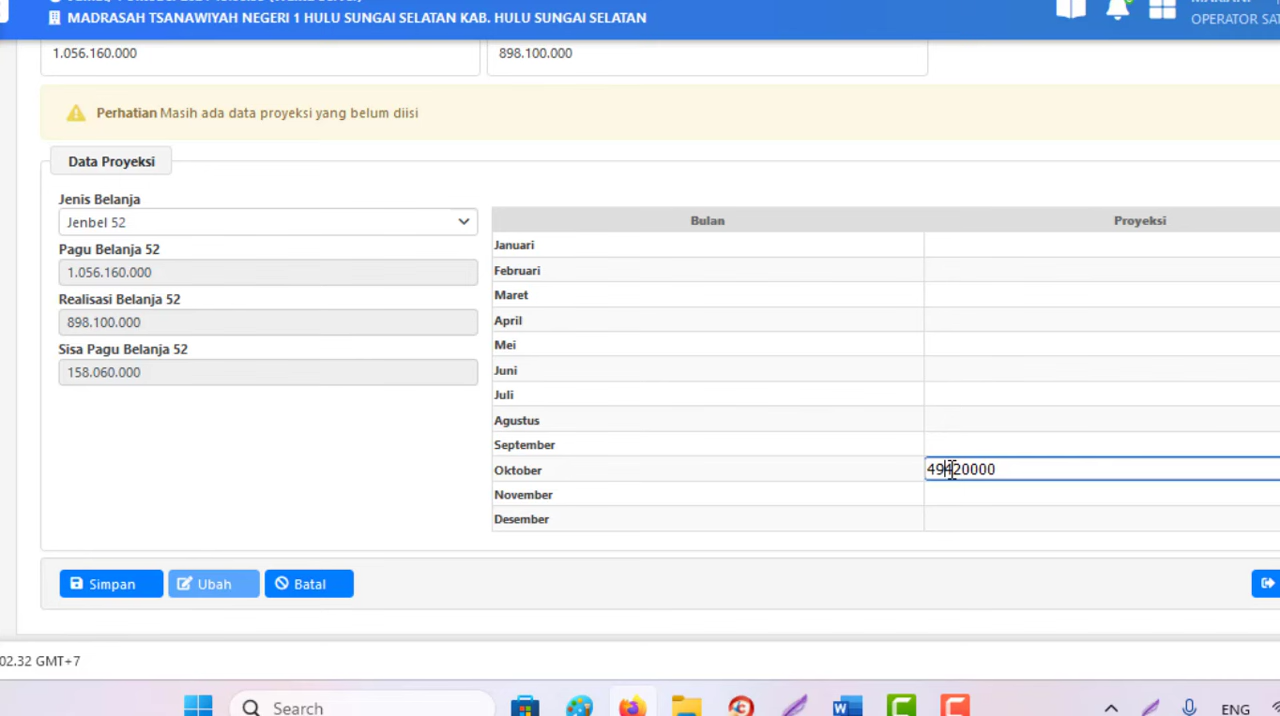 MADRASAH TSANAWIYAH NEGERI 1 HULU SUNGAI SELATAN KAB. HULU SUNGAI SELATAN
OPERATOR SAT
1.056.160.000
898.100.000
Perhatian Masih ada data proyeksi yang belum diisi
Data Proyeksi
Jenis Belanja
Jenbel 52
Pagu Belanja 52
1.056.160.000
Realisasi Belanja 52
898.100.000
Sisa Pagu Belanja 52
158.060.000
Bulan Proyeksi
Januari
Februari
Maret
April
Mei
Juni
Juli
Agustus
September
Oktober 49420000
November
Desember
Simpan Ubah Batal
02.32 GMT+7
Search
ENG